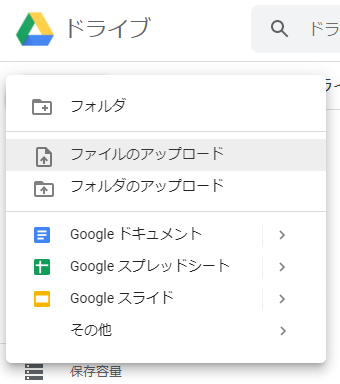 ドライブ
ドラ
フォルダ
ファイルのアップロード
フォルダのアップロード
Google ドキュメント
Google スプレッドシート
Google スライド
その他
保存容量